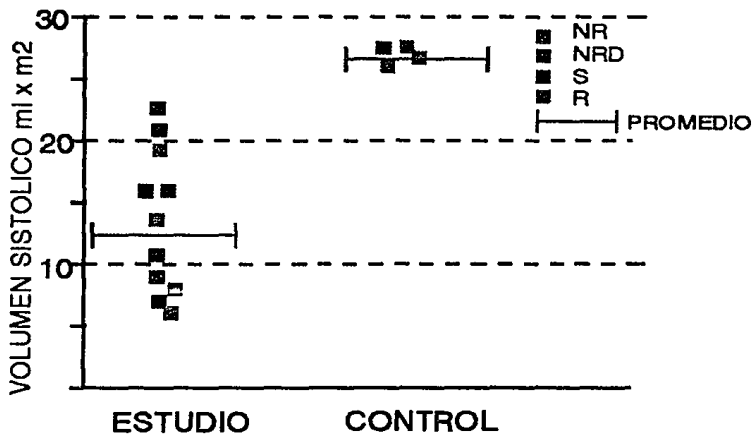 VOLUMEN SISTOLICO ml x m2
30
20
10
NR
NRD
S
R
PROMEDIO
ESTUDIO
CONTROL